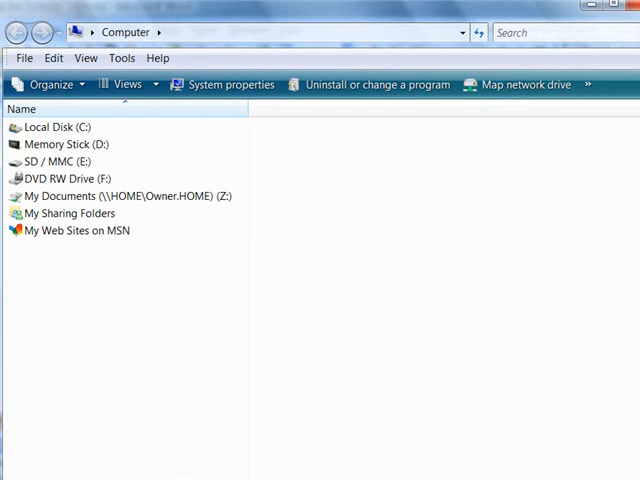 Computer
Search
File Edit View Tools Help
Organize Views System properties Uninstall or change a program Map network drive »
Name
Local Disk (C:)
Memory Stick (D:)
SD / MMC (E:)
DVD RW Drive (F:)
My Documents (\\HOME\Owner.HOME) (Z:)
My Sharing Folders
My Web Sites on MSN